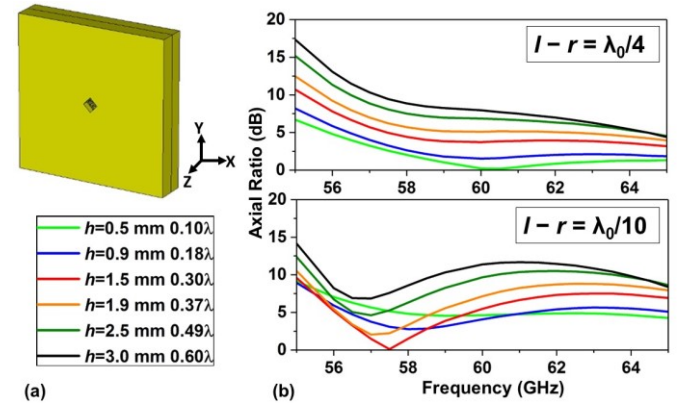 (a)
Y
X
Z
h=0.5 mm 0.10λ
h=0.9 mm 0.18λ
h=1.5 mm 0.30λ
h=1.9 mm 0.37λ
h=2.5 mm 0.49λ
h=3.0 mm 0.60λ
(a)
(b)
Axial Ratio (dB)
20
15
10
5
0
l − r = λ₀/4
56
58
60
62
64
20
15
10
5
0
l − r = λ₀/10
56
58
60
62
64
Frequency (GHz)
(b)